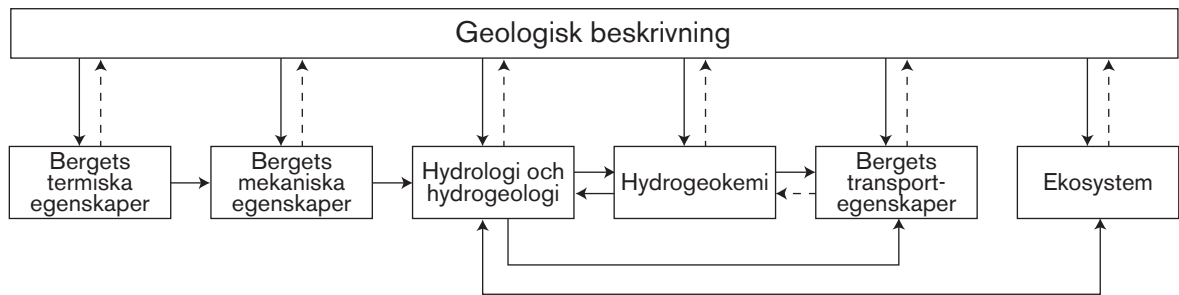 Geologisk beskrivning
Bergets
termiska
egenskaper
Bergets
mekaniska
egenskaper
Hydrologi och
hydrogeologi
Hydrogeokemi
Bergets
transport-
egenskaper
Ekosystem